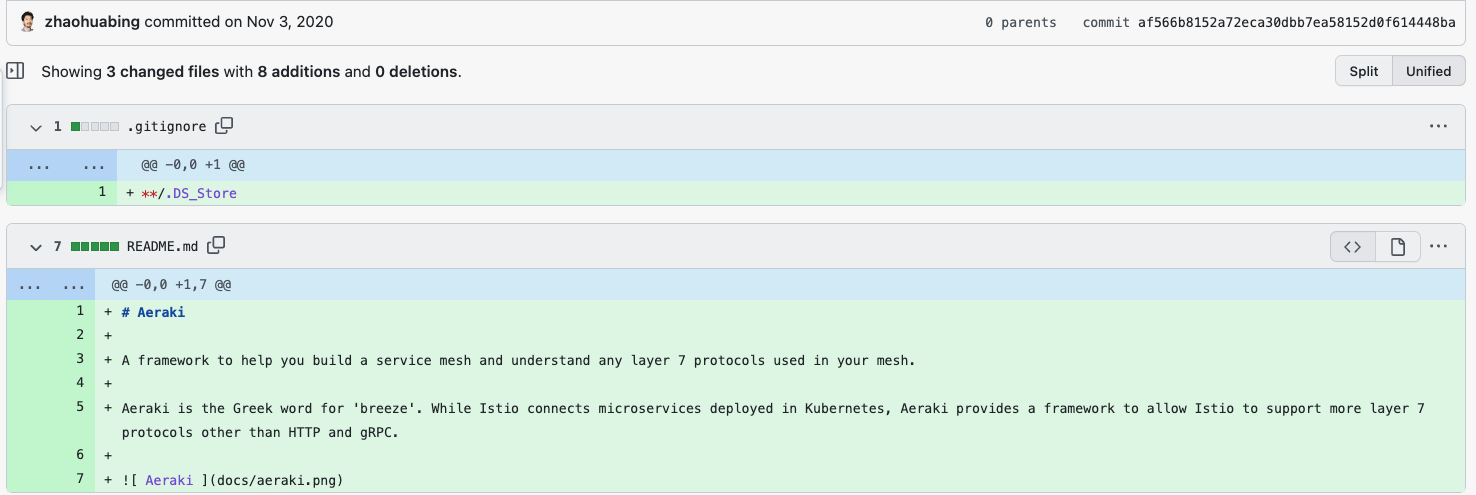 zhaohuabing committed on Nov 3, 2020
0 parents commit af566b8152a72eca30dbb7ea58152d0f614448ba
Showing 3 changed files with 8 additions and 0 deletions.
Split Unified
1 .gitignore ...
... ... @@ -0,0 +1 @@
1 + **/.DS_Store
7 README.md <> ...
... ... @@ -0,0 +1,7 @@
1 + # Aeraki
2 +
3 + A framework to help you build a service mesh and understand any layer 7 protocols used in your mesh.
4 +
5 + Aeraki is the Greek word for 'breeze'. While Istio connects microservices deployed in Kubernetes, Aeraki provides a framework to allow Istio to support more layer 7
protocols other than HTTP and gRPC.
6 +
7 + ![ Aeraki ](docs/aeraki.png)